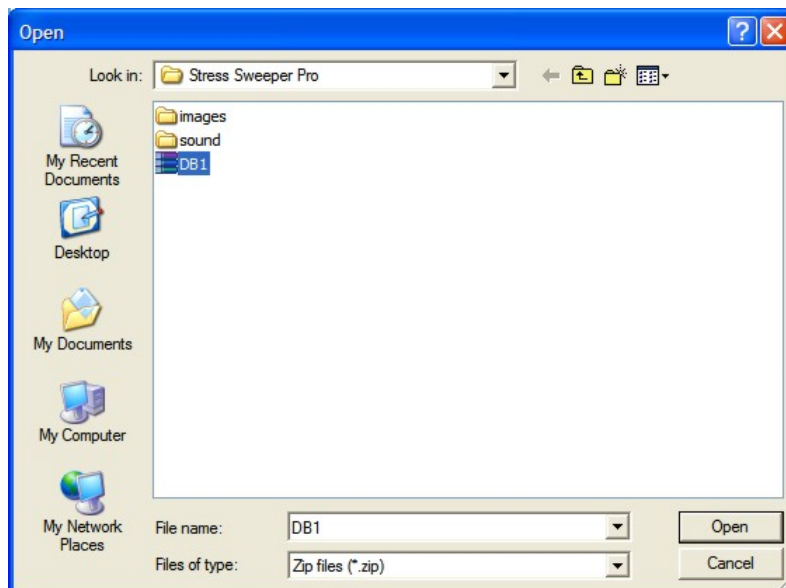 Open
Look in:
Stress Sweeper Pro
My Recent
Documents
Desktop
My Documents
My Computer
My Network
Places
images
sound
DB1
File name:
DB1
Open
Files of type:
Zip files (*.zip)
Cancel